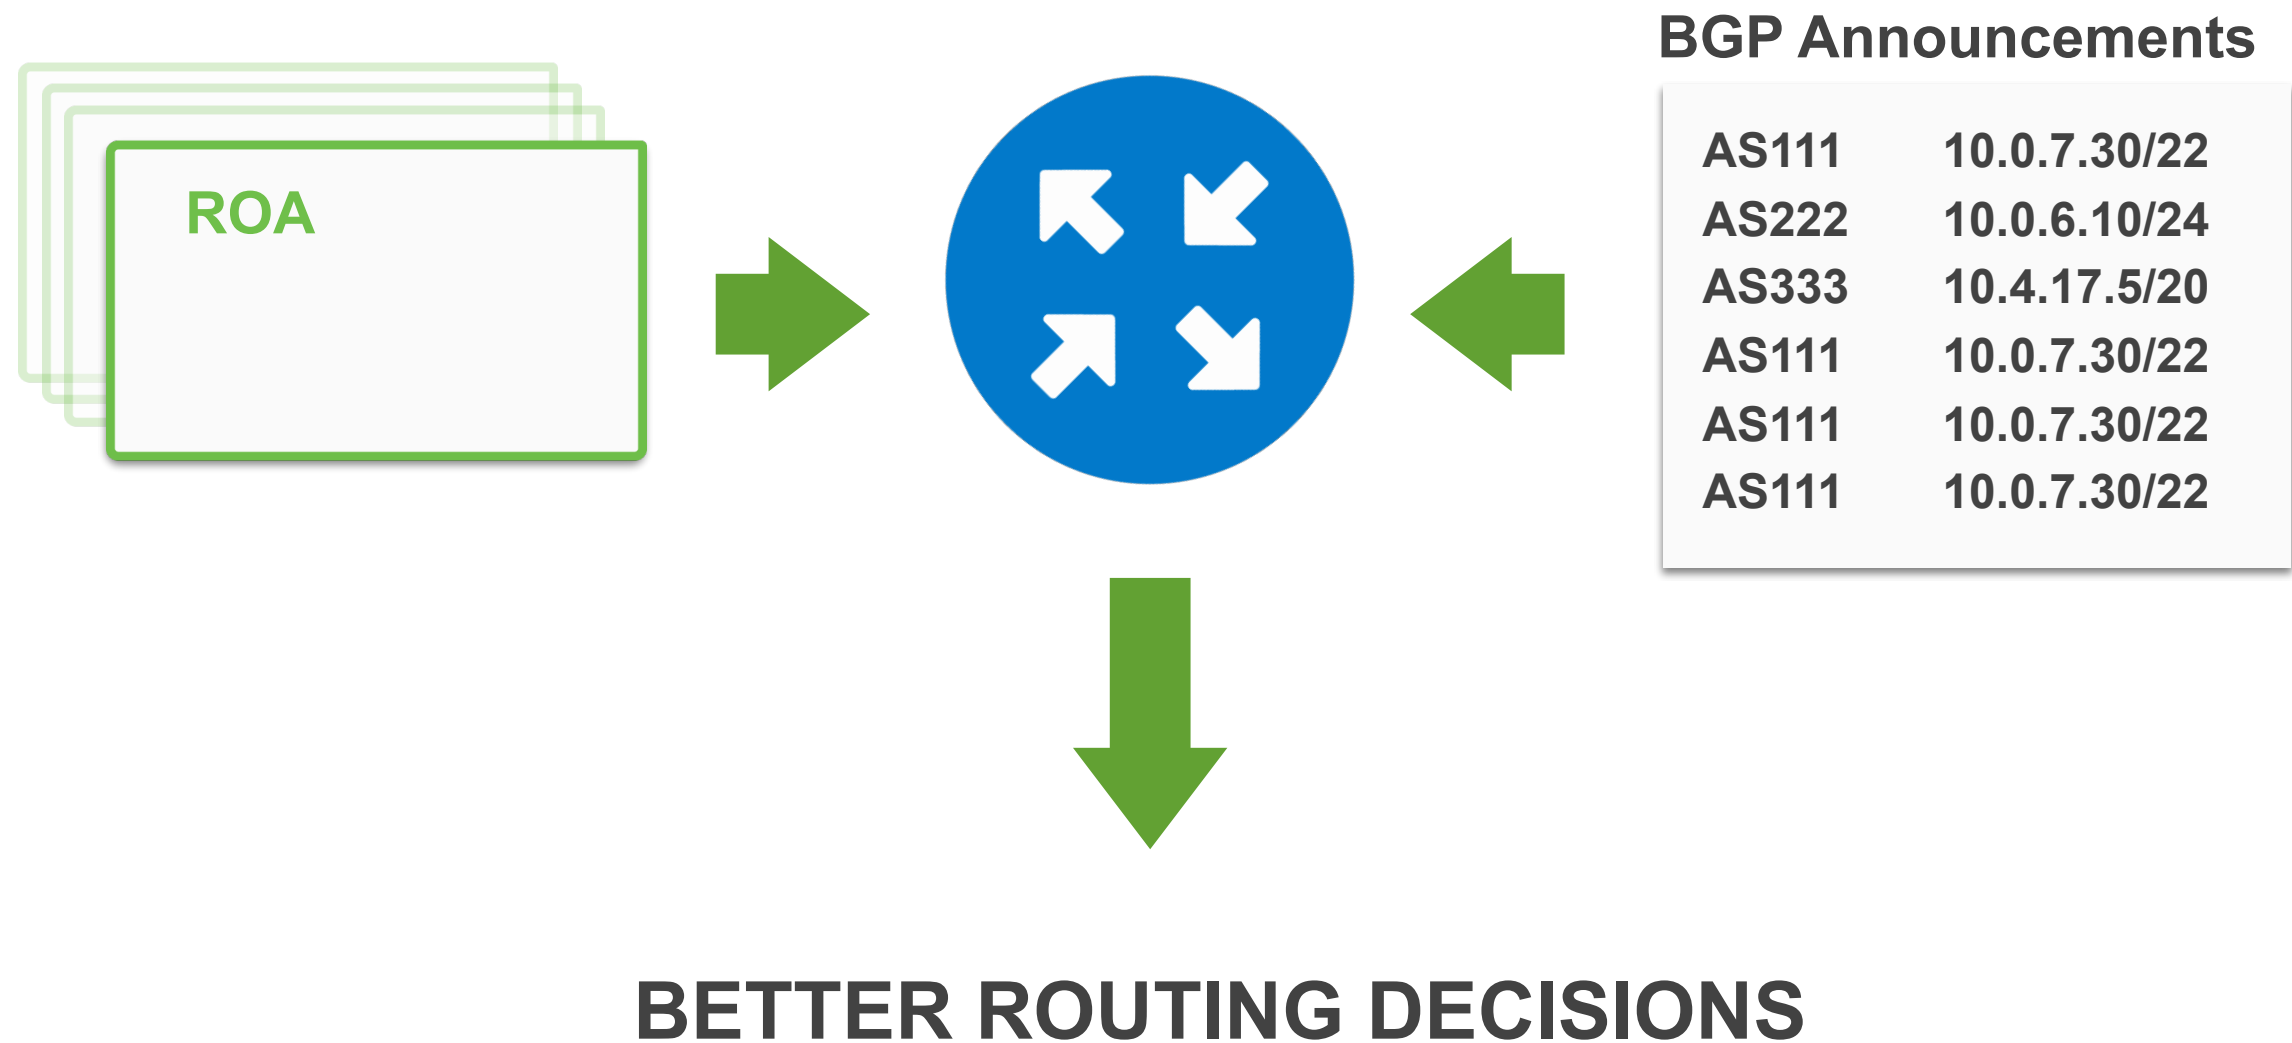 BGP Announcements
ROA
AS111 10.0.7.30/22
AS222 10.0.6.10/24
AS333 10.4.17.5/20
AS111 10.0.7.30/22
AS111 10.0.7.30/22
AS111 10.0.7.30/22
BETTER ROUTING DECISIONS